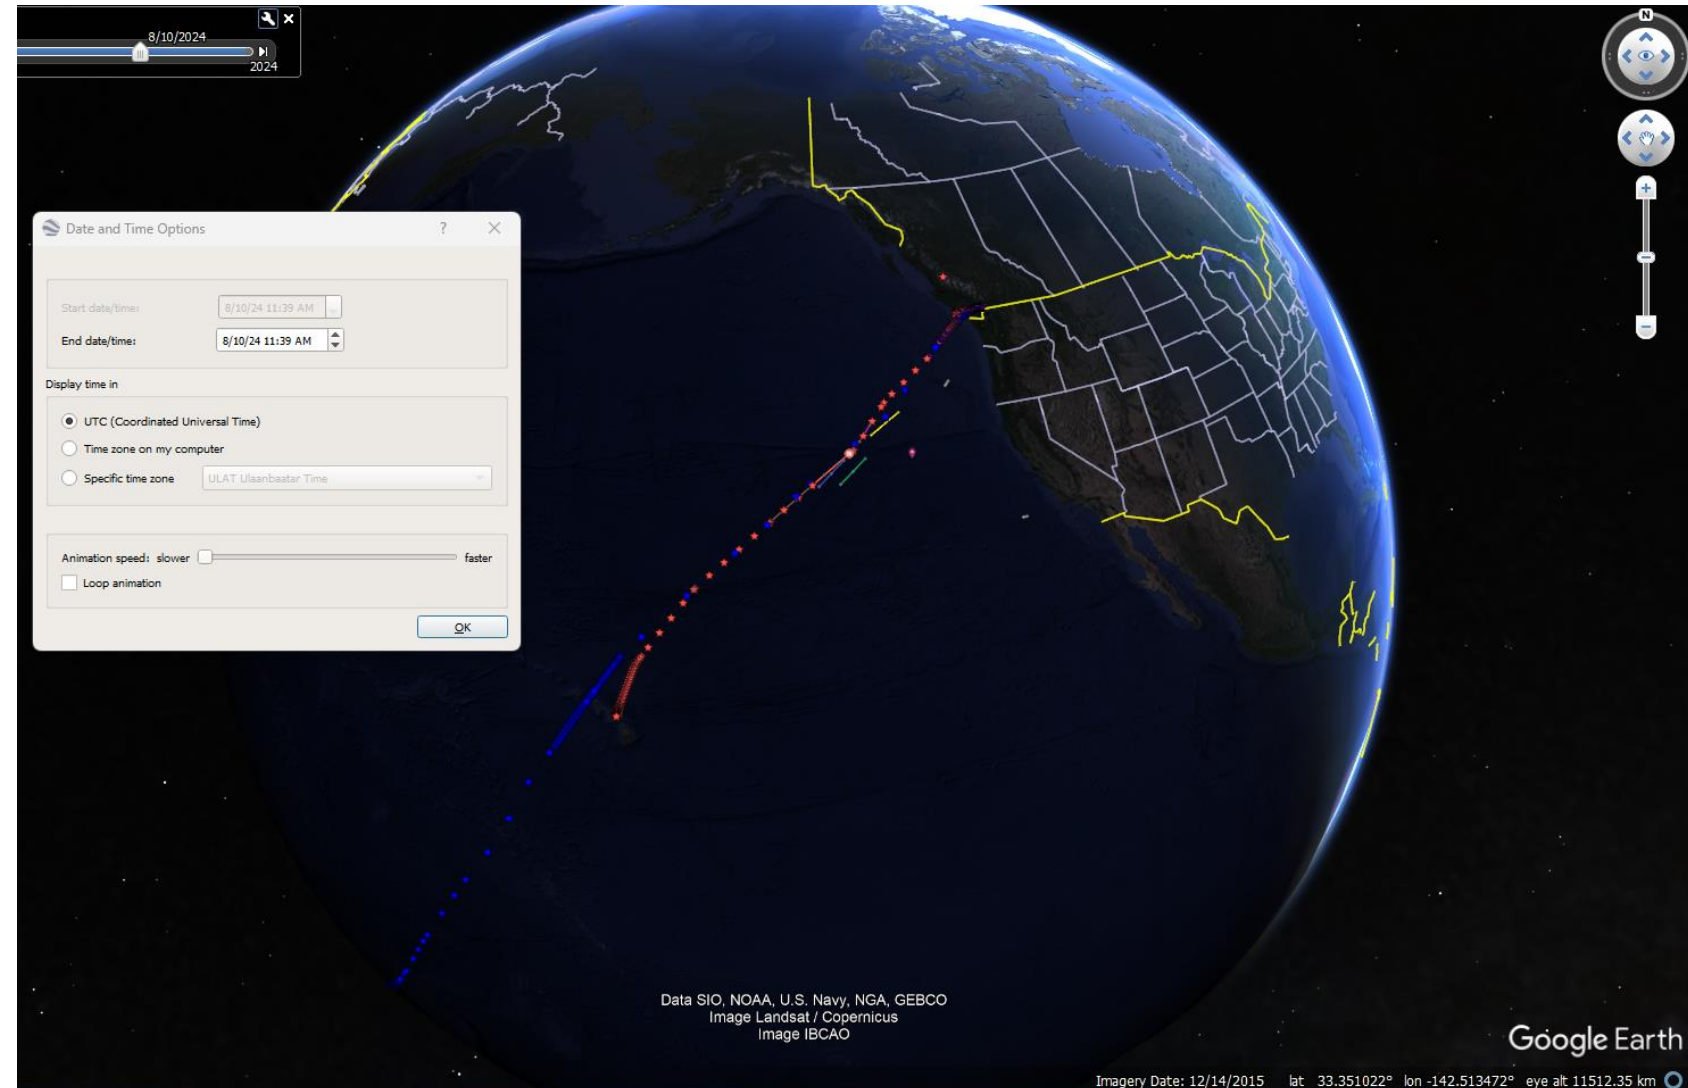 8/10/2024
2024
N
Date and Time Options ?
Start date/time: 8/10/24 11:39 AM
End date/time: 8/10/24 11:39 AM
Display time in
UTC (Coordinated Universal Time)
Time zone on my computer
Specific time zone ULAT Ulaanbaatar Time
Animation speed: slower faster
Loop animation
OK
Data SIO, NOAA, U.S. Navy, NGA, GEBCO
Image Landsat / Copernicus
Image IBCAO
Google Earth
Imagery Date: 12/14/2015 lat 33.351022° lon -142.513472° eye alt 11512.35 km